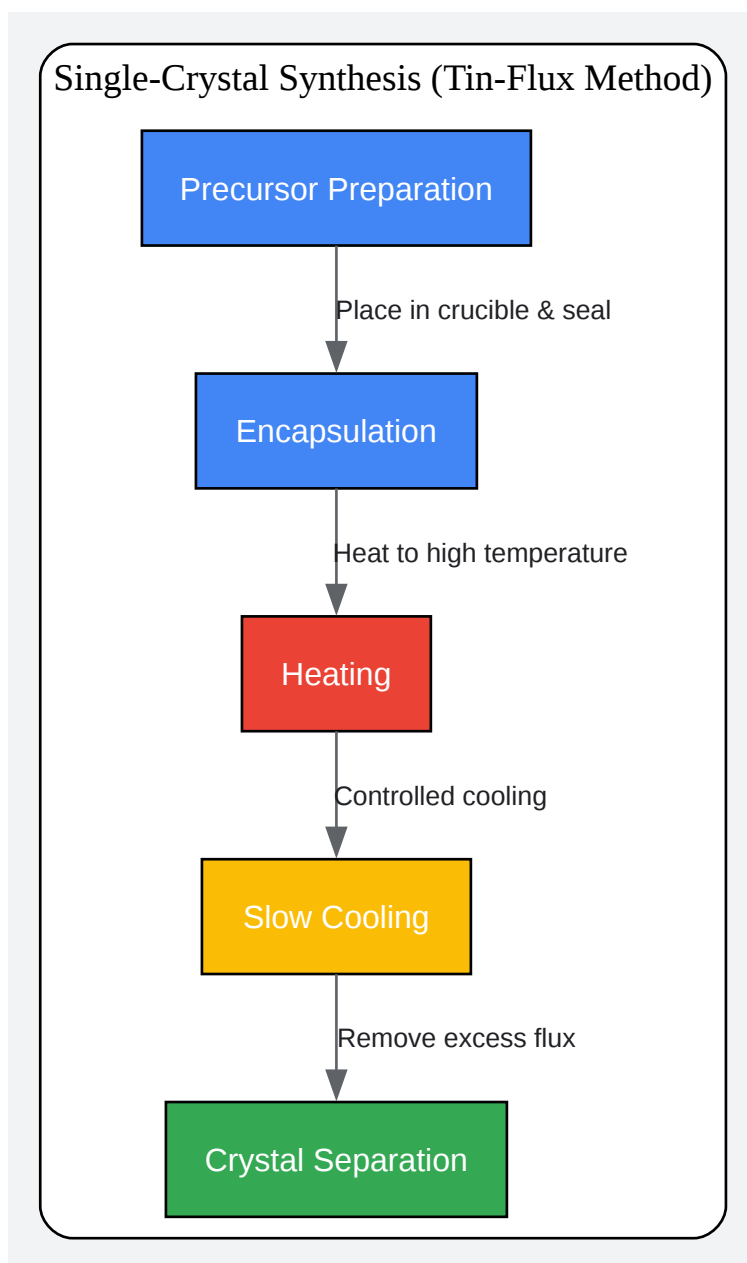 Single-Crystal Synthesis (Tin-Flux Method)
Precursor Preparation
Place in crucible & seal
Encapsulation
Heat to high temperature
Heating
Controlled cooling
Slow Cooling
Remove excess flux
Crystal Separation